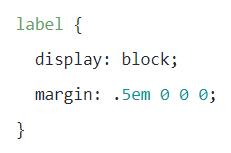 label {
  display: block;
  margin: .5em 0 0 0;
}